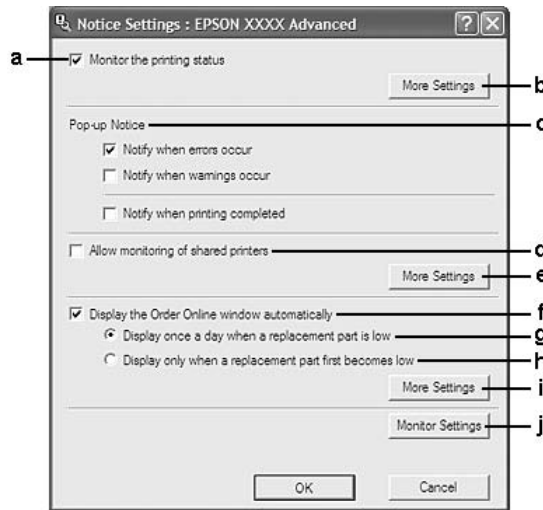 Notice Settings : EPSON XXXX Advanced
a Monitor the printing status
More Settings b
Pop-up Notice c
Notify when errors occur
Notify when warnings occur
Notify when printing completed
Allow monitoring of shared printers d
More Settings e
Display the Order Online window automatically f
Display once a day when a replacement part is low g
Display only when a replacement part first becomes low h
More Settings i
Monitor Settings j
OK Cancel